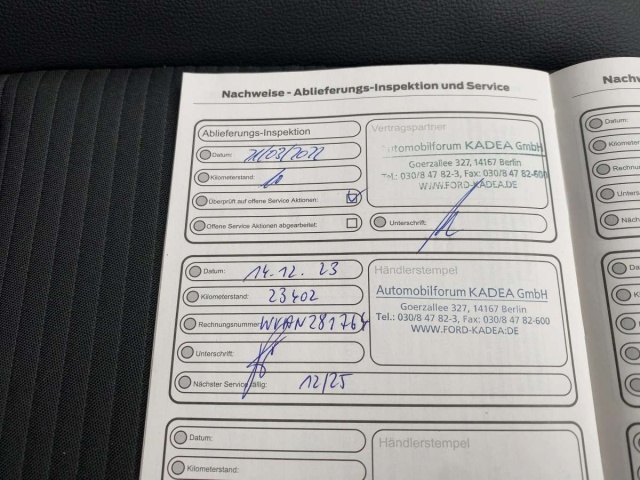 Nachweise - Ablieferungs-Inspektion und Service
Ablieferungs-Inspektion
Datum:
Kilometerstand:
Überprüft auf offene Service Aktionen:
Offene Service Aktionen abgearbeitet:
Vertragspartner
Automobilforum KADEA GmbH
Goerzallee 327, 14167 Berlin
Tel.: 030/8 47 82-3, Fax: 030/8 47 82-600
WWW.FORD-KADEA.DE
Unterschrift:
Datum: 14.12.23
Kilometerstand: 23402
Rechnungsnummer:
Unterschrift:
Nächster Service fällig: 12/25
Händlerstempel
Automobilforum KADEA GmbH
Goerzallee 327, 14167 Berlin
Tel.: 030/8 47 82-3, Fax: 030/8 47 82-600
WWW.FORD-KADEA.DE
Datum:
Kilometerstand:
Händlerstempel
Datum: